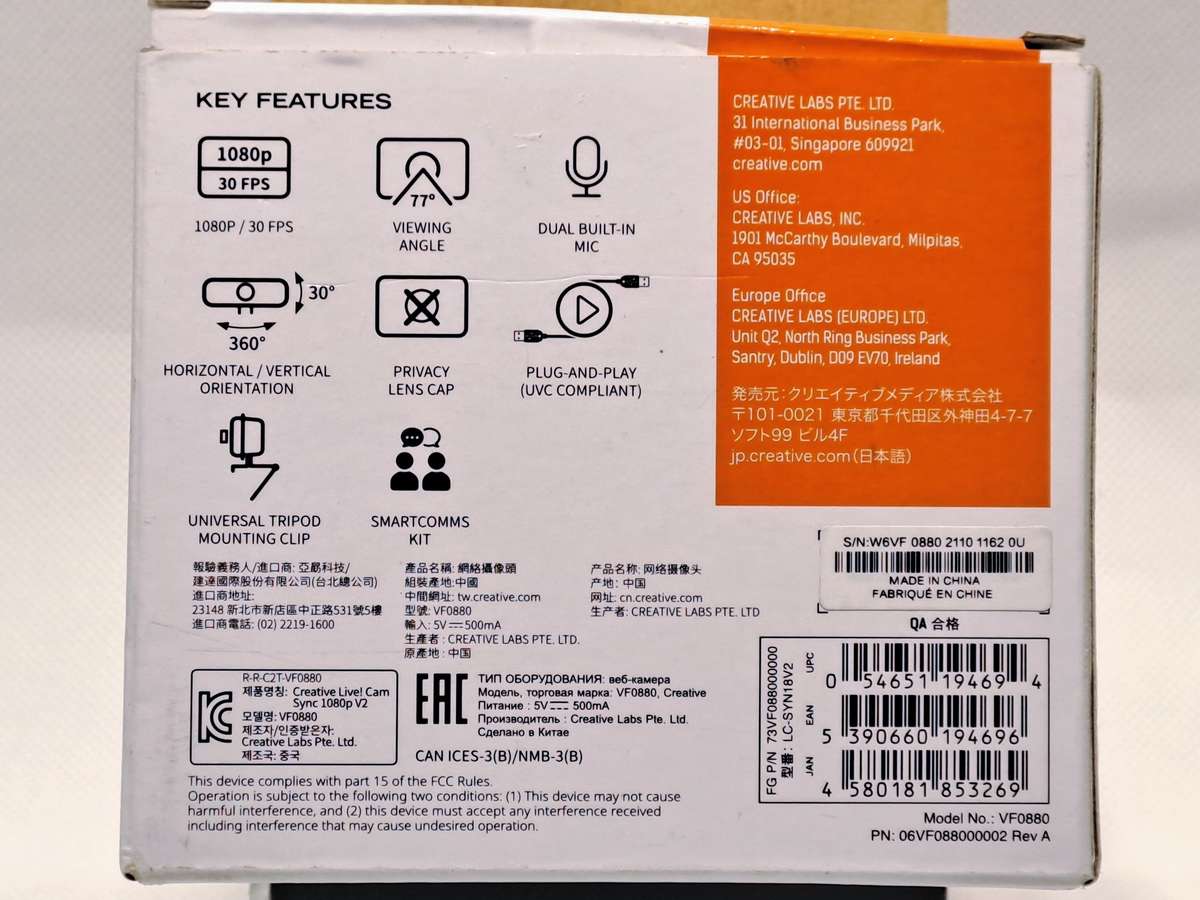 KEY FEATURES
1080p
30 FPS
1080P / 30 FPS
77°
VIEWING
ANGLE
DUAL BUILT-IN
MIC
30°
360°
HORIZONTAL / VERTICAL
ORIENTATION
PRIVACY
LENS CAP
PLUG-AND-PLAY
(UVC COMPLIANT)
UNIVERSAL TRIPOD
MOUNTING CLIP
SMARTCOMMS
KIT
CREATIVE LABS PTE. LTD.
31 International Business Park,
#03-01, Singapore 609921
creative.com
US Office:
CREATIVE LABS, INC.
1901 McCarthy Boulevard, Milpitas,
CA 95035
Europe Office
CREATIVE LABS (EUROPE) LTD.
Unit Q2, North Ring Business Park,
Santry, Dublin, D09 EV70, Ireland
発売元:クリエイティブメディア株式会社
〒101-0021 東京都千代田区外神田4-7-7
ソフト99 ビル4F
jp.creative.com(日本語)
報驗義務人/進口商: 亞勗科技/
建達國際股份有限公司(台北總公司)
進口商地址:
23148 新北市新店區中正路531號5樓
進口商電話: (02) 2219-1600
產品名稱: 網絡攝像頭
組裝產地:中國
中間網址: tw.creative.com
型號: VF0880
輸入: 5V⎓500mA
生產者 : CREATIVE LABS PTE. LTD.
原產地 : 中国
产品名称: 网络摄像头
产地: 中国
网址: cn.creative.com
生产者: CREATIVE LABS PTE. LTD
S/N:W6VF 0880 2110 1162 0U
MADE IN CHINA
FABRIQUÉ EN CHINE
QA 合格
R-R-C2T-VF0880
제품명칭: Creative Live! Cam
Sync 1080p V2
모델명: VF0880
제조자/인증받은자:
Creative Labs Pte. Ltd.
제조국: 중국
EAC
ТИП ОБОРУДОВАНИЯ: веб-камера
Модель, торговая марка: VF0880, Creative
Питание : 5V⎓ 500mA
Производитель : Creative Labs Pte. Ltd.
Сделано в Китае
CAN ICES-3(B)/NMB-3(B)
This device complies with part 15 of the FCC Rules.
Operation is subject to the following two conditions: (1) This device may not cause
harmful interference, and (2) this device must accept any interference received
including interference that may cause undesired operation.
FG P/N 73VF088000000
型番: LC-SYN18V2
UPC
0 54651 19469 4
EAN
5 390660 194696
JAN
4 580181 853269
Model No.: VF0880
PN: 06VF088000002 Rev A